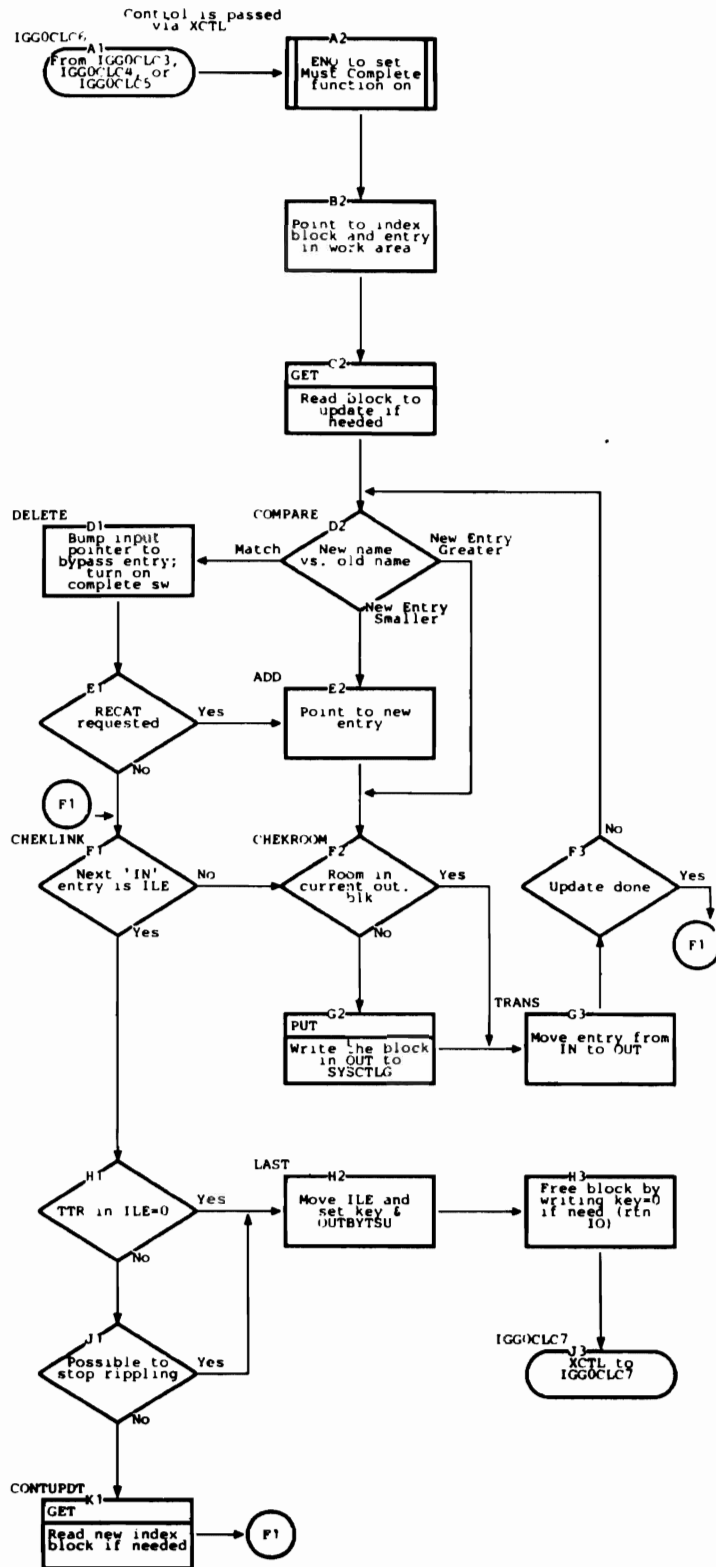 Control is passed
via XCTL
IGG0CLC6
A1
From IGG0CLC3,
IGG0CLC4, or
IGG0CLC5
A2
ENQ to set
Must Complete
function on
B2
Point to index
block and entry
in work area
C2
GET
Read block to
update if
needed
DELETE
D1
Bump input
pointer to
bypass entry;
turn on
complete sw
COMPARE
D2
Match
New name
vs. old name
New Entry
Greater
New Entry
Smaller
E1
RECAT
requested
Yes
No
ADD
E2
Point to new
entry
F1
CHEKLINK
F1
Next 'IN'
entry is ILE
No
Yes
CHEKROOM
F2
Room in
current out.
blk
Yes
No
No
F3
Update done
Yes
F1
G2
PUT
Write the block
in OUT to
SYSCTLG
TRANS
G3
Move entry from
IN to OUT
H1
TTR in ILE=0
Yes
No
LAST
H2
Move ILE and
set key &
OUTBYTSU
H3
Free block by
writing key=0
if need (rtn
IO)
J1
Possible to
stop rippling
Yes
No
IGG0CLC7
J3
XCTL to
IGG0CLC7
CONTUPDT
K1
GET
Read new index
block if needed
F1